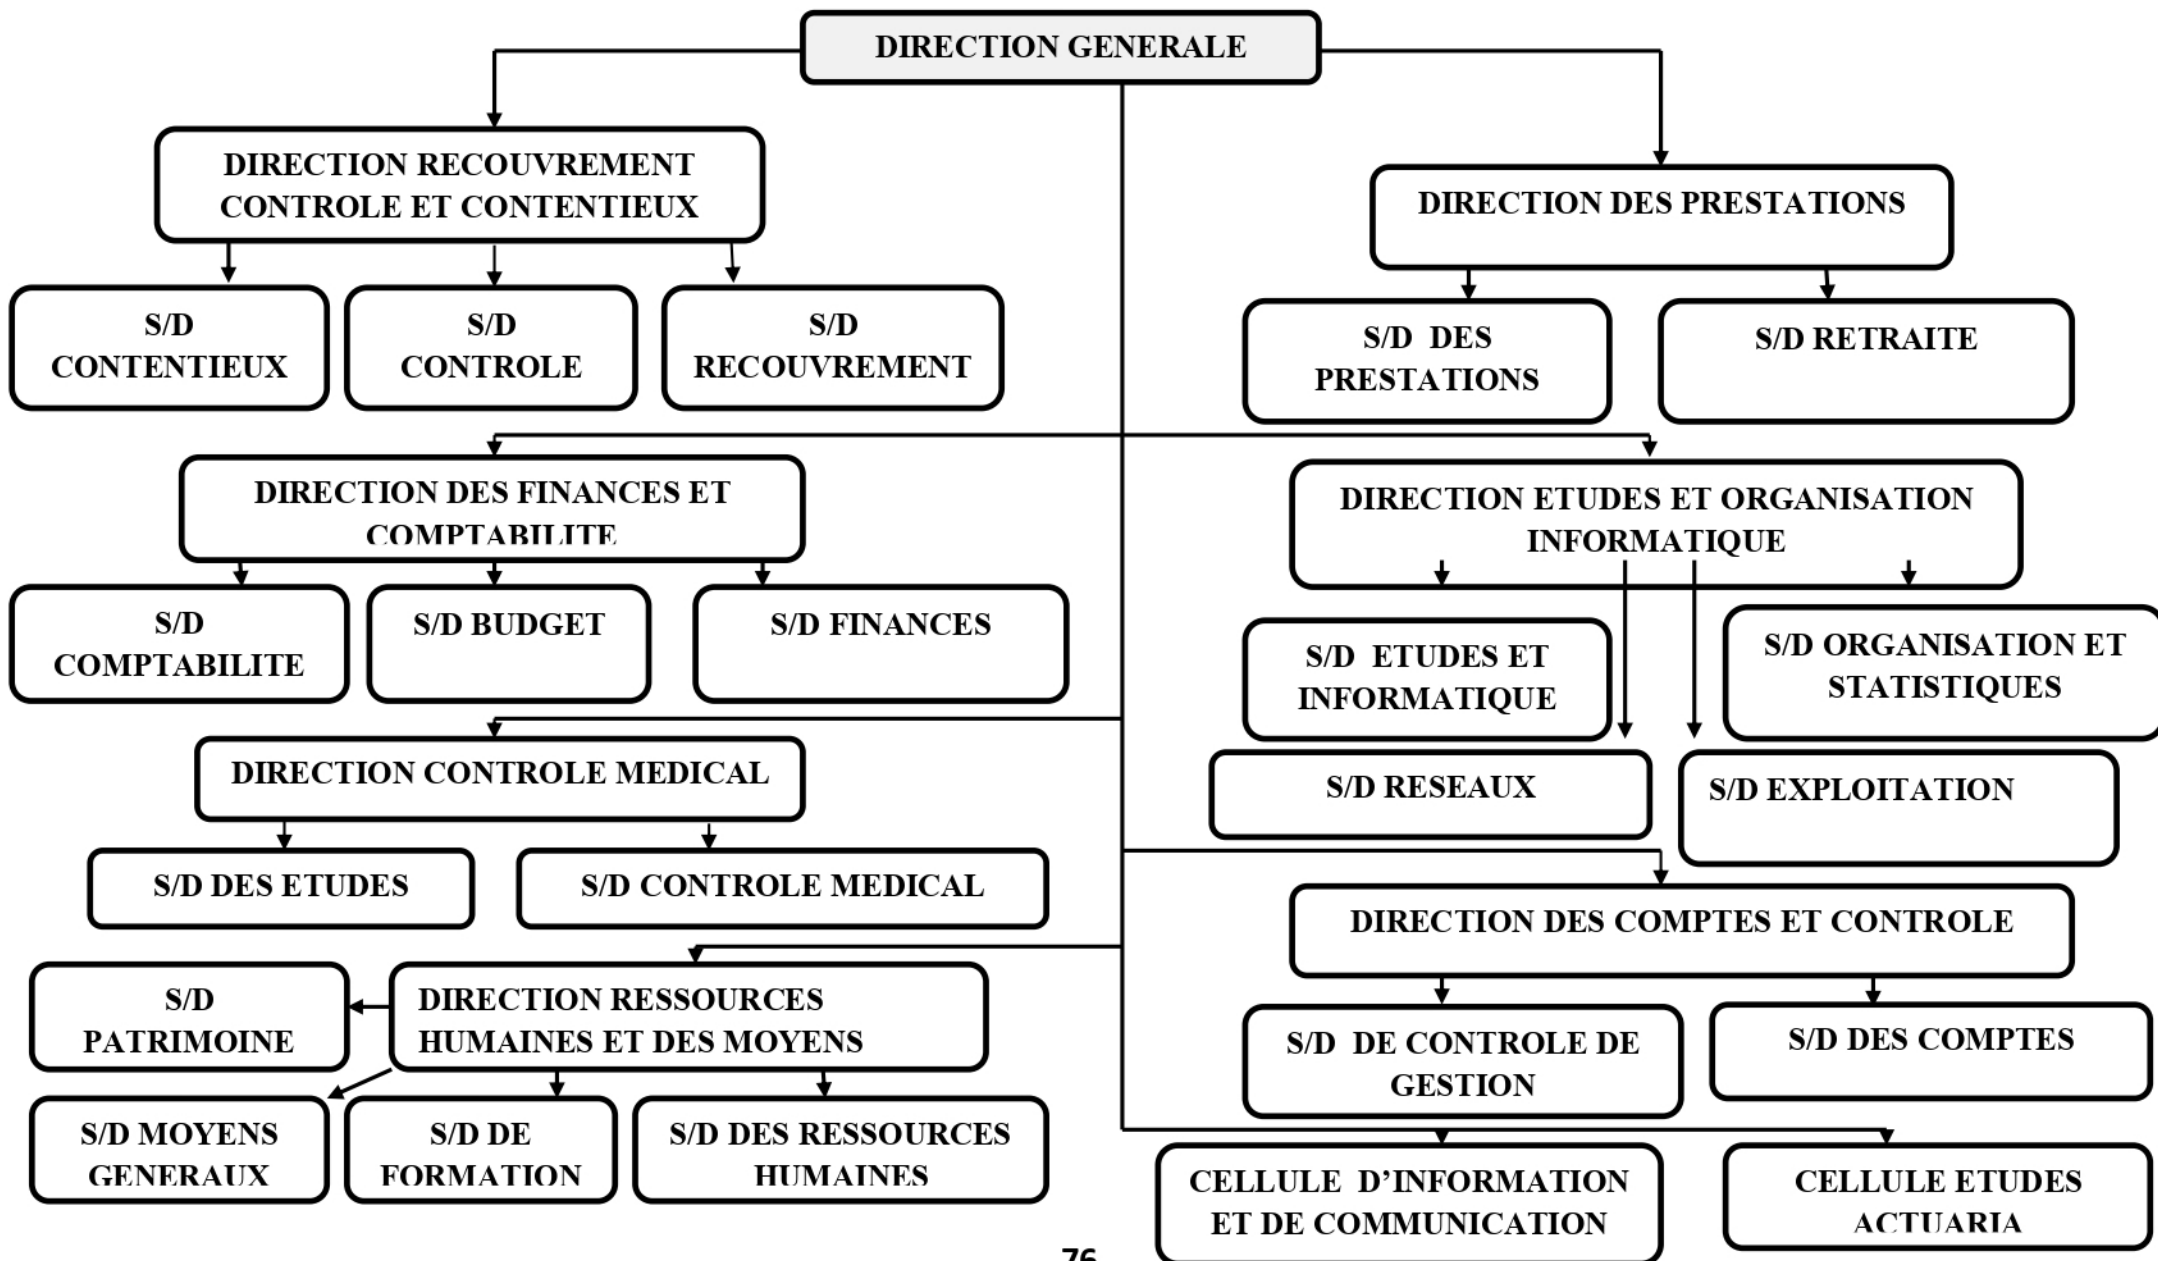 DIRECTION GENERALE
DIRECTION RECOUVREMENT
CONTROLE ET CONTENTIEUX
DIRECTION DES PRESTATIONS
S/D
CONTENTIEUX
S/D
CONTROLE
S/D
RECOUVREMENT
S/D DES
PRESTATIONS
S/D RETRAITE
DIRECTION DES FINANCES ET
COMPTABILITE
DIRECTION ETUDES ET ORGANISATION
INFORMATIQUE
S/D
COMPTABILITE
S/D BUDGET
S/D FINANCES
S/D ETUDES ET
INFORMATIQUE
S/D ORGANISATION ET
STATISTIQUES
DIRECTION CONTROLE MEDICAL
S/D RESEAUX
S/D EXPLOITATION
S/D DES ETUDES
S/D CONTROLE MEDICAL
DIRECTION DES COMPTES ET CONTROLE
S/D
PATRIMOINE
DIRECTION RESSOURCES
HUMAINES ET DES MOYENS
S/D DE CONTROLE DE
GESTION
S/D DES COMPTES
S/D MOYENS
GENERAUX
S/D DE
FORMATION
S/D DES RESSOURCES
HUMAINES
CELLULE D’INFORMATION
ET DE COMMUNICATION
CELLULE ETUDES
ACTUARIA
76